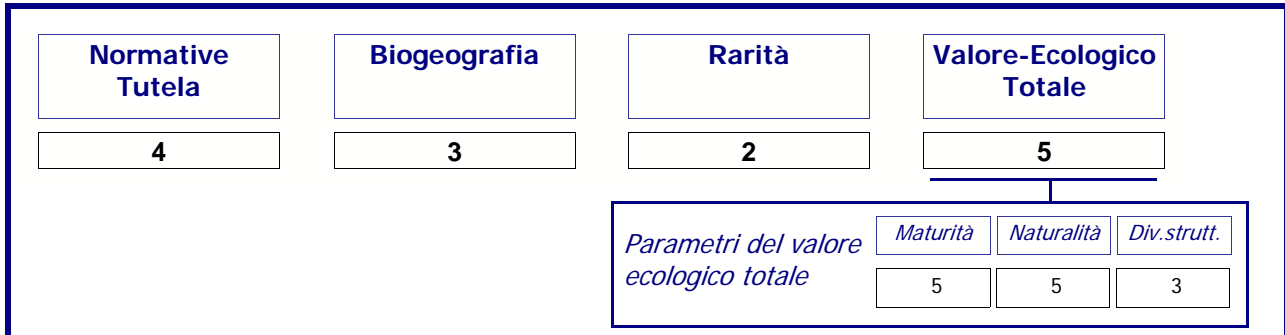 Normative
Tutela
Biogeografia
Rarità
Valore-Ecologico
Totale
4
3
2
5
Parametri del valore
ecologico totale
Maturità
Naturalità
Div.strutt.
5
5
3